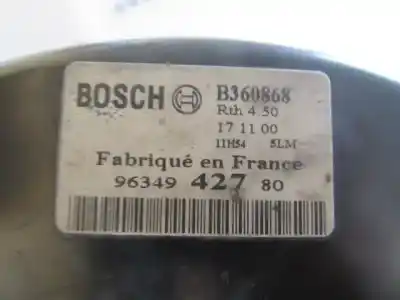 BOSCH B360868
Rth 4.50
17 11 00
11H54 5LM
Fabriqué en France
96349 427 80